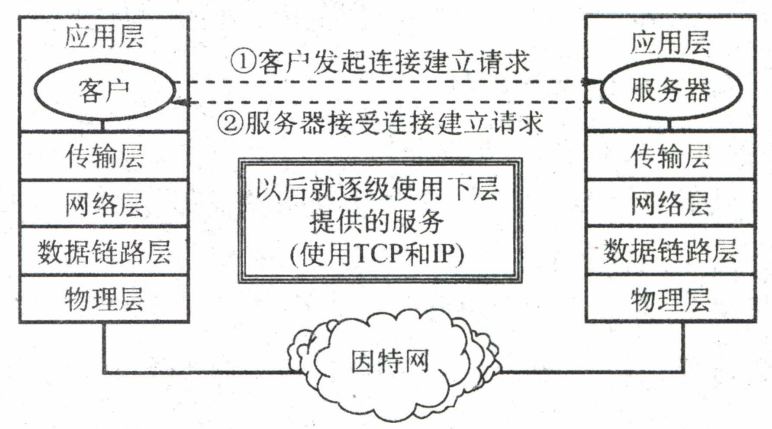 应用层
客户
传输层
网络层
数据链路层
物理层
①客户发起连接建立请求
②服务器接受连接建立请求
以后就逐级使用下层
提供的服务
(使用TCP和IP)
因特网
应用层
服务器
传输层
网络层
数据链路层
物理层